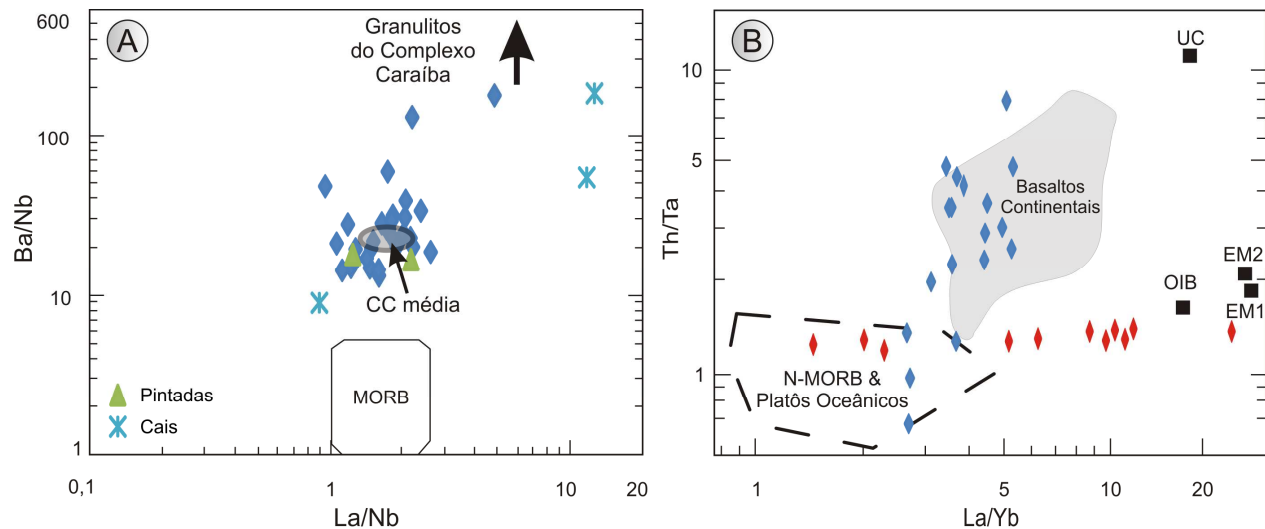 A
600
100
10
1
Ba/Nb
Granulitos
do Complexo
Caraíba
CC média
MORB
Pintadas
Cais
0,1
1
10
20
La/Nb
B
10
5
1
Th/Ta
UC
Basaltos
Continentais
EM2
OIB
EM1
N-MORB &
Platôs Oceânicos
1
5
10
20
La/Yb